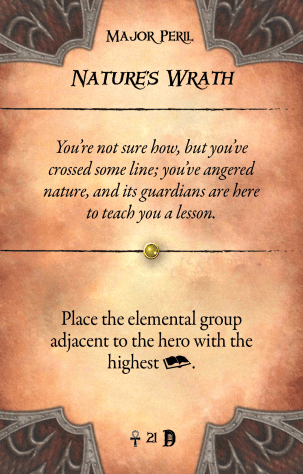 Major Peril
Nature's Wrath
You're not sure how, but you've
crossed some line; you've angered
nature, and its guardians are here
to teach you a lesson.
Place the elemental group
adjacent to the hero with the
highest .
21